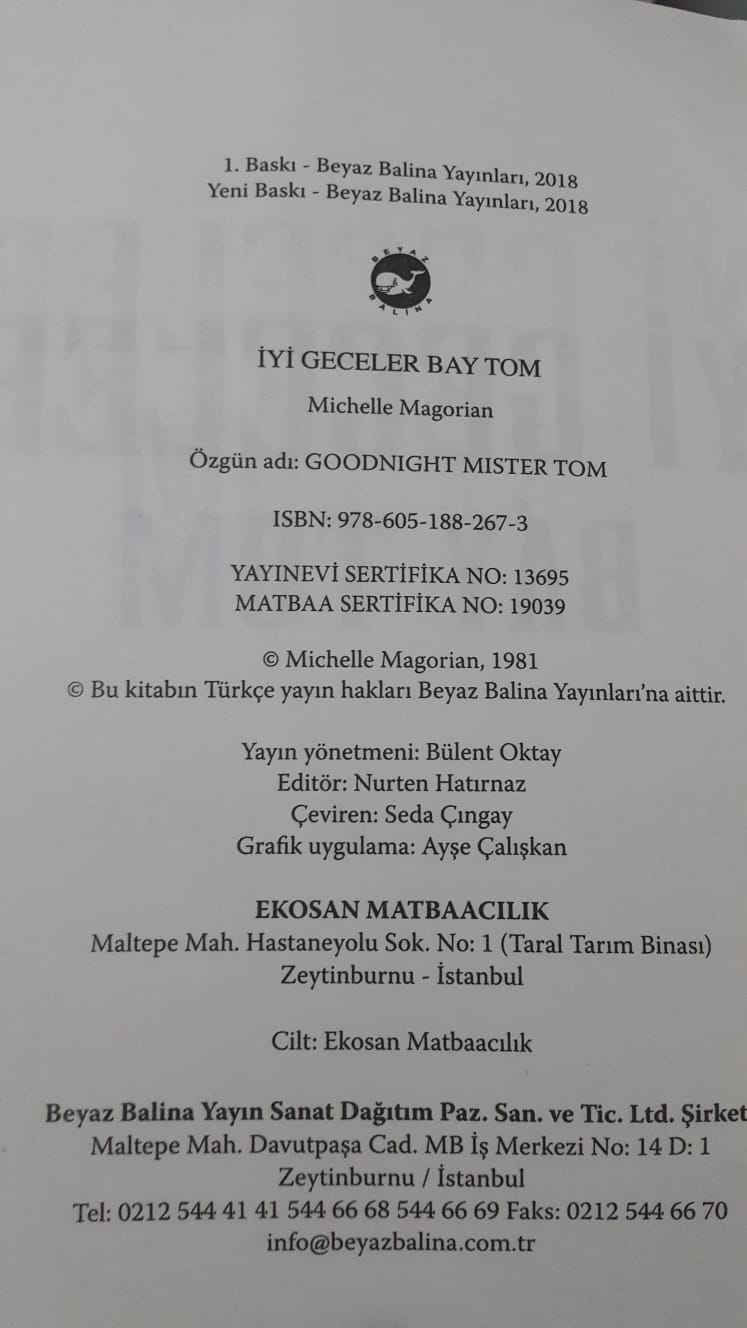 1. Baskı - Beyaz Balina Yayınları, 2018
Yeni Baskı - Beyaz Balina Yayınları, 2018
BEYAZ
BALINA
İYİ GECELER BAY TOM
Michelle Magorian
Özgün adı: GOODNIGHT MISTER TOM
ISBN: 978-605-188-267-3
YAYINEVİ SERTİFİKA NO: 13695
MATBAA SERTİFİKA NO: 19039
© Michelle Magorian, 1981
© Bu kitabın Türkçe yayın hakları Beyaz Balina Yayınları’na aittir.
Yayın yönetmeni: Bülent Oktay
Editör: Nurten Hatırnaz
Çeviren: Seda Çıngay
Grafik uygulama: Ayşe Çalışkan
EKOSAN MATBAACILIK
Maltepe Mah. Hastaneyolu Sok. No: 1 (Taral Tarım Binası)
Zeytinburnu - İstanbul
Cilt: Ekosan Matbaacılık
Beyaz Balina Yayın Sanat Dağıtım Paz. San. ve Tic. Ltd. Şirket
Maltepe Mah. Davutpaşa Cad. MB İş Merkezi No: 14 D: 1
Zeytinburnu / İstanbul
Tel: 0212 544 41 41 544 66 68 544 66 69 Faks: 0212 544 66 70
info@beyazbalina.com.tr